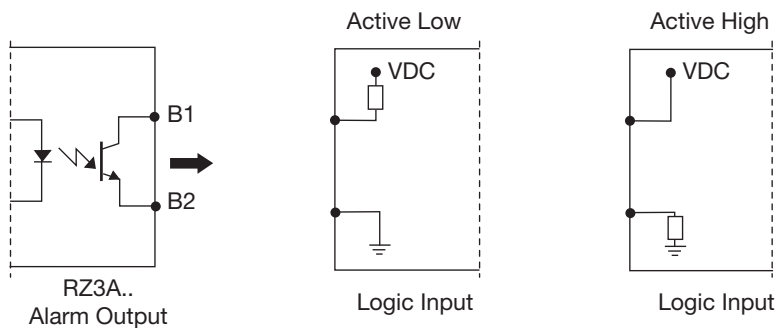 Active Low
Active High
VDC
VDC
B1
B2
RZ3A..
Alarm Output
Logic Input
Logic Input